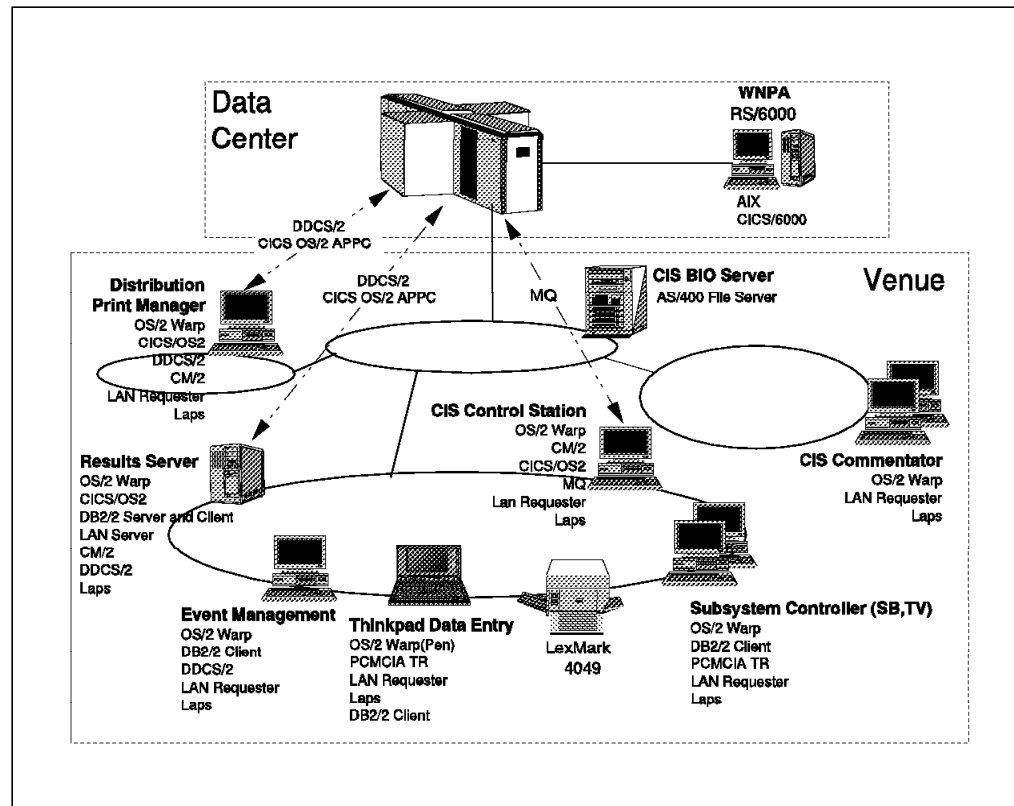 Data
Center
WNPA
RS/6000
AIX
CICS/6000
DDCS/2
CICS OS/2 APPC
DDCS/2
CICS OS/2 APPC
MQ
Venue
CIS BIO Server
AS/400 File Server
Distribution
Print Manager
OS/2 Warp
CICS/OS2
DDCS/2
CM/2
LAN Requester
Laps
CIS Control Station
OS/2 Warp
CM/2
CICS/OS2
MQ
Lan Requester
Laps
CIS Commentator
OS/2 Warp
LAN Requester
Laps
Results Server
OS/2 Warp
CICS/OS2
DB2/2 Server and Client
LAN Server
CM/2
DDCS/2
Laps
Event Management
OS/2 Warp
DB2/2 Client
DDCS/2
LAN Requester
Laps
Thinkpad Data Entry
OS/2 Warp(Pen)
PCMCIA TR
LAN Requester
Laps
DB2/2 Client
LexMark
4049
Subsystem Controller (SB,TV)
OS/2 Warp
DB2/2 Client
PCMCIA TR
LAN Requester
Laps